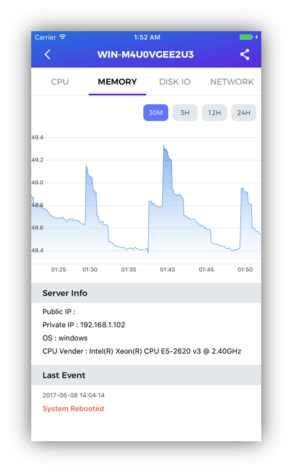 Carrier 1:52 AM
WIN-M4U0VGEE2U3
CPU MEMORY DISK IO NETWORK
30M 3H 12H 24H
49.4
49.2
49.0
48.8
48.6
48.4
01:25 01:30 01:35 01:40 01:45 01:50
Server Info
Public IP :
Private IP : 192.168.1.102
OS : windows
CPU Vender : Intel(R) Xeon(R) CPU E5-2620 v3 @ 2.40GHz
Last Event
2017-06-08 14:04:14
System Rebooted